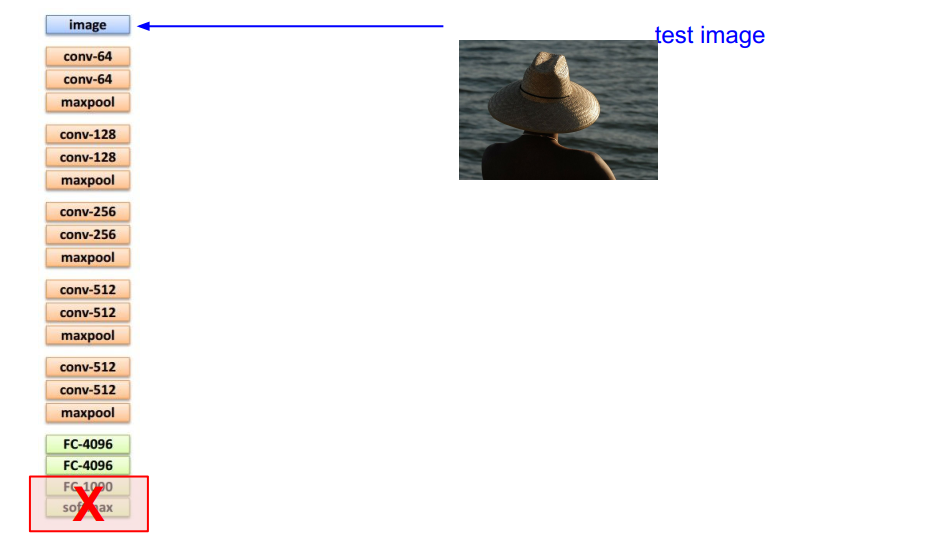 image
test image
conv-64
conv-64
maxpool
conv-128
conv-128
maxpool
conv-256
conv-256
maxpool
conv-512
conv-512
maxpool
conv-512
conv-512
maxpool
FC-4096
FC-4096
FC-1000
softmax
X